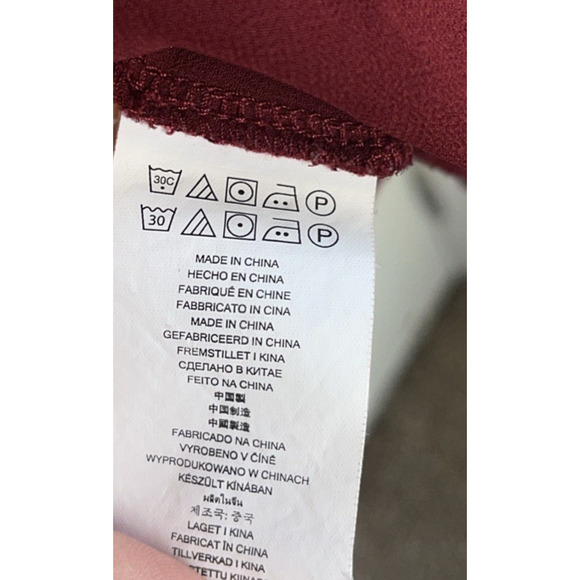 30C P
30 P
MADE IN CHINA
HECHO EN CHINA
FABRIQUÉ EN CHINE
FABBRICATO IN CINA
MADE IN CHINA
GEFABRICEERD IN CHINA
FREMSTILLET I KINA
СДЕЛАНО В КИТАЕ
FEITO NA CHINA
中国製
中国制造
中國製造
FABRICADO NA CHINA
VYROBENO V ČÍNĚ
WYPRODUKOWANO W CHINACH
KÉSZÜLT KÍNÁBAN
ผลิตในจีน
제조국: 중국
LAGET I KINA
FABRICAT ÎN CHINA
TILLVERKAD I KINA